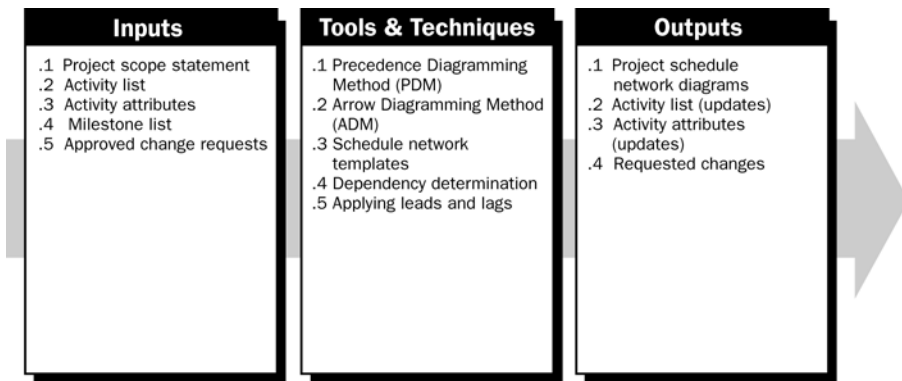 Inputs
.1 Project scope statement
.2 Activity list
.3 Activity attributes
.4 Milestone list
.5 Approved change requests
Tools & Techniques
.1 Precedence Diagramming
Method (PDM)
.2 Arrow Diagramming Method
(ADM)
.3 Schedule network
templates
.4 Dependency determination
.5 Applying leads and lags
Outputs
.1 Project schedule
network diagrams
.2 Activity list (updates)
.3 Activity attributes
(updates)
.4 Requested changes